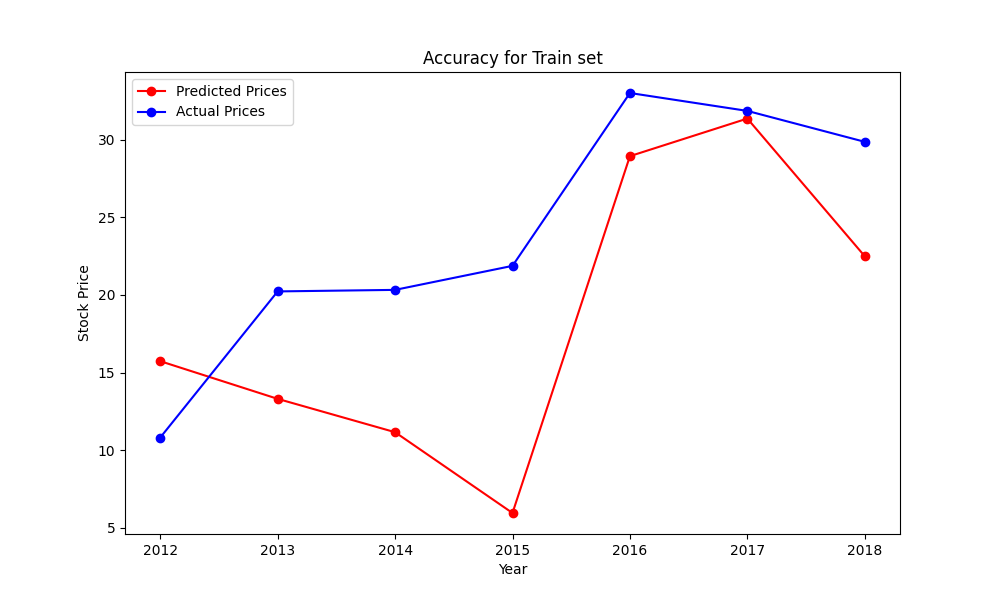 Accuracy for Train set
Predicted Prices
Actual Prices
Stock Price
30
25
20
15
10
5
2012 2013 2014 2015 2016 2017 2018
Year